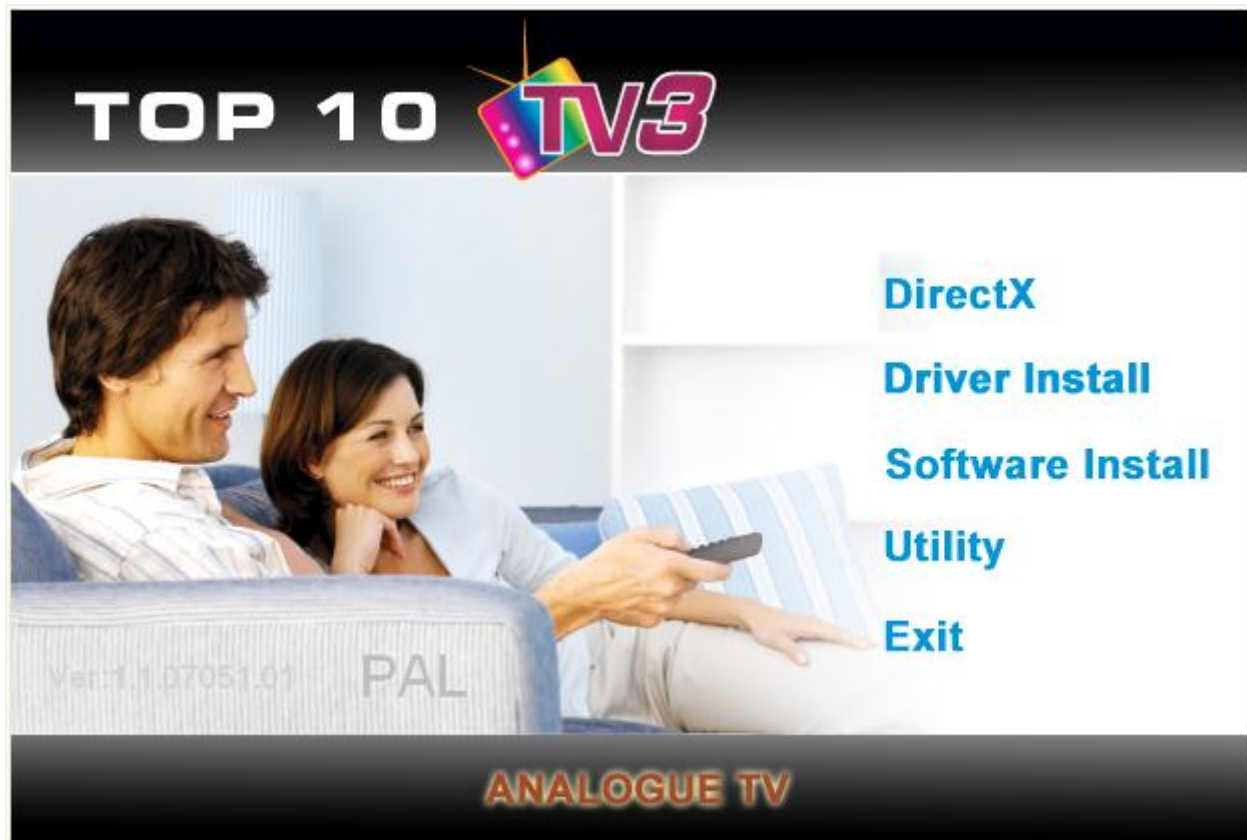 TOP 10 TV3
DirectX
Driver Install
Software Install
Utility
Exit
Ver.:1.1.07051.01 PAL
ANALOGUE TV